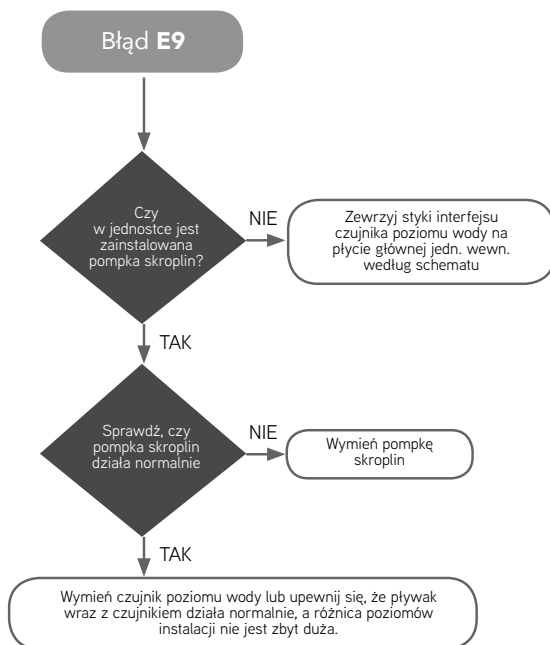 Błąd E9
Czy
w jednostce jest
zainstalowana
pompka skroplin?
NIE
Zewrzyj styki interfejsu
czujnika poziomu wody na
płycie głównej jedn. wewn.
według schematu
TAK
Sprawdź, czy
pompka skroplin
działa normalnie
NIE
Wymień pompkę
skroplin
TAK
Wymień czujnik poziomu wody lub upewnij się, że pływak
wraz z czujnikiem działa normalnie, a różnica poziomów
instalacji nie jest zbyt duża.